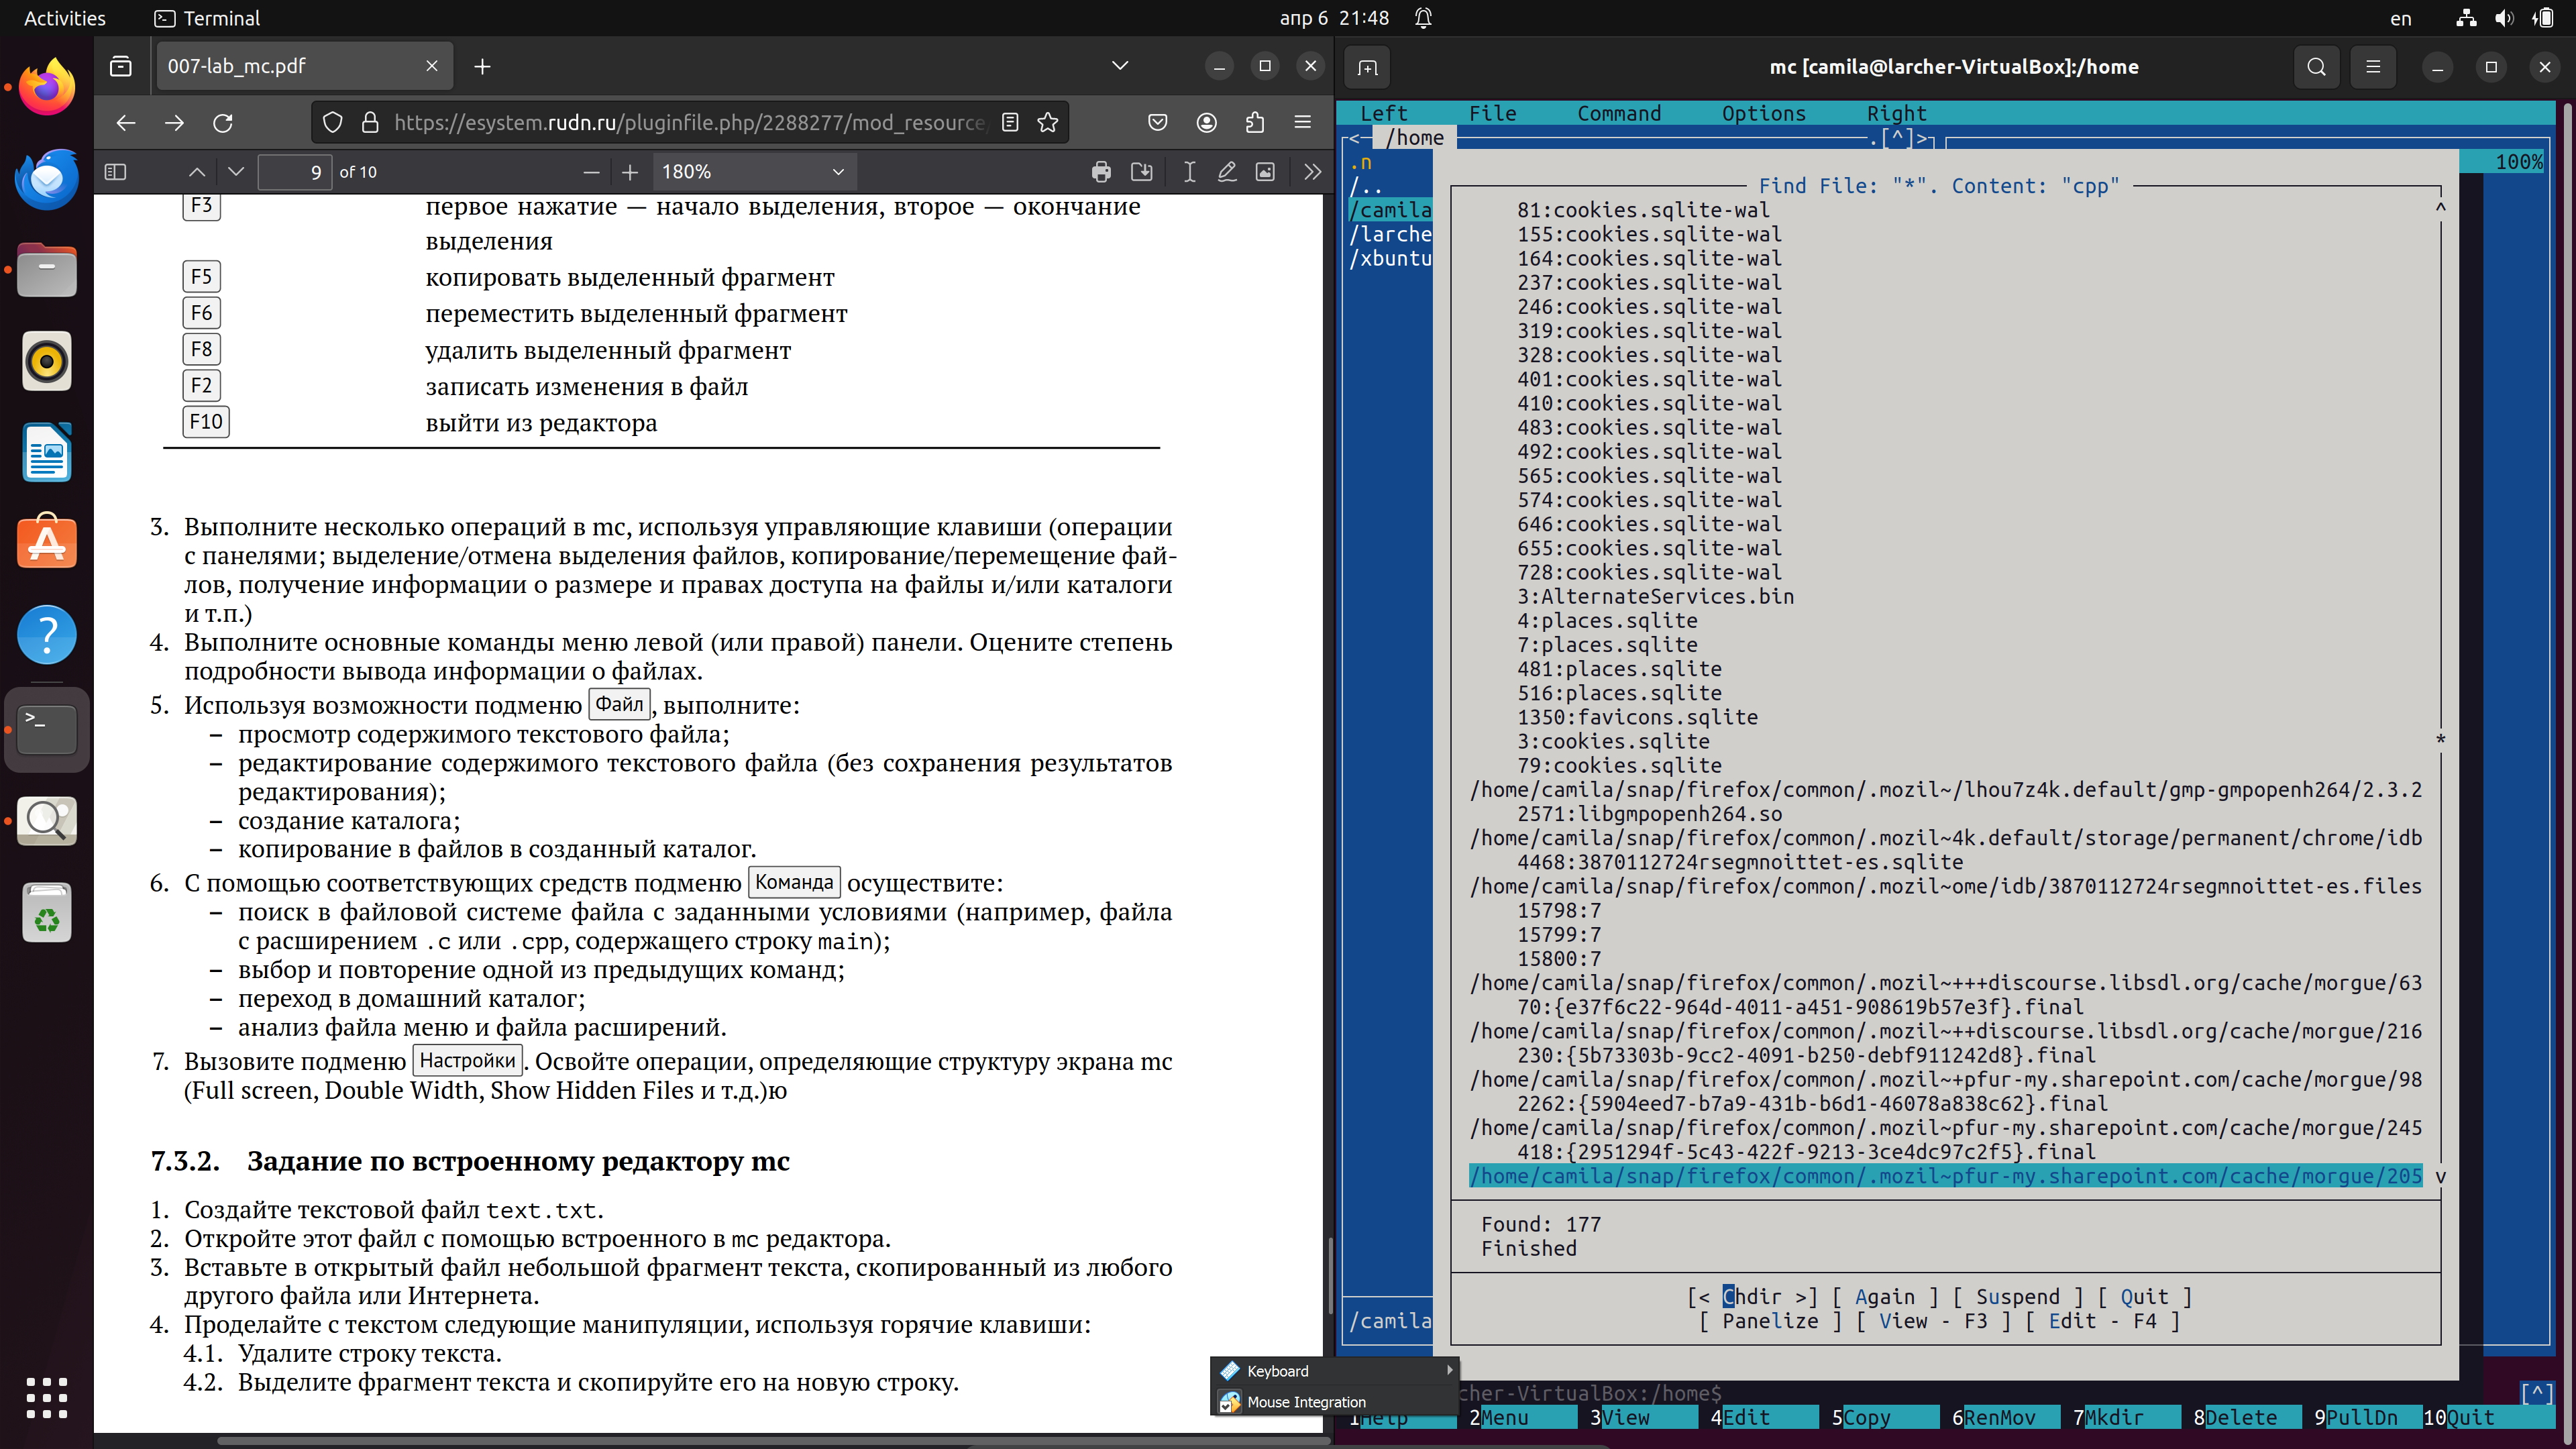 Activities
Terminal
апр 6 21:48
en
007-lab_mc.pdf
https://esystem.rudn.ru/pluginfile.php/2288277/mod_resource/
9 of 10
180%
F3 первое нажатие — начало выделения, второе — окончание
выделения
F5 копировать выделенный фрагмент
F6 переместить выделенный фрагмент
F8 удалить выделенный фрагмент
F2 записать изменения в файл
F10 выйти из редактора
3. Выполните несколько операций в mc, используя управляющие клавиши (операции
с панелями; выделение/отмена выделения файлов, копирование/перемещение фай-
лов, получение информации о размере и правах доступа на файлы и/или каталоги
и т.п.)
4. Выполните основные команды меню левой (или правой) панели. Оцените степень
подробности вывода информации о файлах.
5. Используя возможности подменю Файл, выполните:
– просмотр содержимого текстового файла;
– редактирование содержимого текстового файла (без сохранения результатов
редактирования);
– создание каталога;
– копирование в файлов в созданный каталог.
6. С помощью соответствующих средств подменю Команда осуществите:
– поиск в файловой системе файла с заданными условиями (например, файла
с расширением .c или .cpp, содержащего строку main);
– выбор и повторение одной из предыдущих команд;
– переход в домашний каталог;
– анализ файла меню и файла расширений.
7. Вызовите подменю Настройки. Освойте операции, определяющие структуру экрана mc
(Full screen, Double Width, Show Hidden Files и т.д.)ю
7.3.2. Задание по встроенному редактору mc
1. Создайте текстовой файл text.txt.
2. Откройте этот файл с помощью встроенного в mc редактора.
3. Вставьте в открытый файл небольшой фрагмент текста, скопированный из любого
другого файла или Интернета.
4. Проделайте с текстом следующие манипуляции, используя горячие клавиши:
4.1. Удалите строку текста.
4.2. Выделите фрагмент текста и скопируйте его на новую строку.
Keyboard
Mouse Integration
mc [camila@larcher-VirtualBox]:/home
Left File Command Options Right
<─ /home .[^]>
.n
/..
/camila
/larche
/xbuntu
100%
Find File: "*". Content: "cpp"
81:cookies.sqlite-wal
155:cookies.sqlite-wal
164:cookies.sqlite-wal
237:cookies.sqlite-wal
246:cookies.sqlite-wal
319:cookies.sqlite-wal
328:cookies.sqlite-wal
401:cookies.sqlite-wal
410:cookies.sqlite-wal
483:cookies.sqlite-wal
492:cookies.sqlite-wal
565:cookies.sqlite-wal
574:cookies.sqlite-wal
646:cookies.sqlite-wal
655:cookies.sqlite-wal
728:cookies.sqlite-wal
3:AlternateServices.bin
4:places.sqlite
7:places.sqlite
481:places.sqlite
516:places.sqlite
1350:favicons.sqlite
3:cookies.sqlite
79:cookies.sqlite
/home/camila/snap/firefox/common/.mozil~/lhou7z4k.default/gmp-gmpopenh264/2.3.2
2571:libgmpopenh264.so
/home/camila/snap/firefox/common/.mozil~4k.default/storage/permanent/chrome/idb
4468:3870112724rsegmnoittet-es.sqlite
/home/camila/snap/firefox/common/.mozil~ome/idb/3870112724rsegmnoittet-es.files
15798:7
15799:7
15800:7
/home/camila/snap/firefox/common/.mozil~+++discourse.libsdl.org/cache/morgue/63
70:{e37f6c22-964d-4011-a451-908619b57e3f}.final
/home/camila/snap/firefox/common/.mozil~++discourse.libsdl.org/cache/morgue/216
230:{5b73303b-9cc2-4091-b250-debf911242d8}.final
/home/camila/snap/firefox/common/.mozil~+pfur-my.sharepoint.com/cache/morgue/98
2262:{5904eed7-b7a9-431b-b6d1-46078a838c62}.final
/home/camila/snap/firefox/common/.mozil~pfur-my.sharepoint.com/cache/morgue/245
418:{2951294f-5c43-422f-9213-3ce4dc97c2f5}.final
/home/camila/snap/firefox/common/.mozil~pfur-my.sharepoint.com/cache/morgue/205
Found: 177
Finished
[< Chdir >] [ Again ] [ Suspend ] [ Quit ]
[ Panelize ] [ View - F3 ] [ Edit - F4 ]
/camila
cher-VirtualBox:/home$ [^]
1Help 2Menu 3View 4Edit 5Copy 6RenMov 7Mkdir 8Delete 9PullDn 10Quit